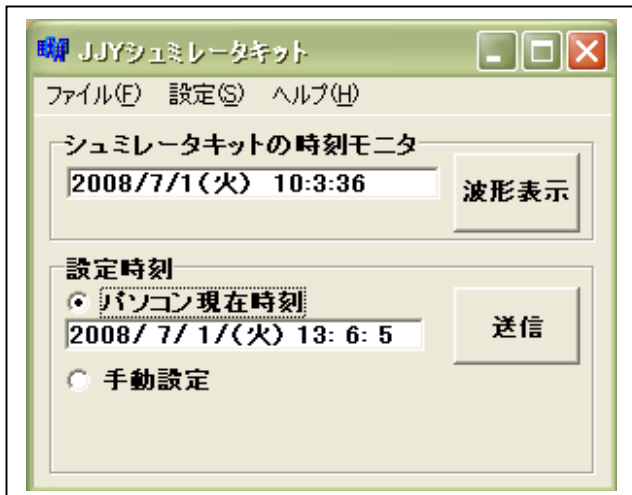 JJYシュミレータキット
ファイル(F) 設定(S) ヘルプ(H)
シュミレータキットの時刻モニタ
2008/7/1(火) 10:3:36
波形表示
設定時刻
パソコン現在時刻
2008/ 7/ 1/(火) 13: 6: 5
送信
手動設定